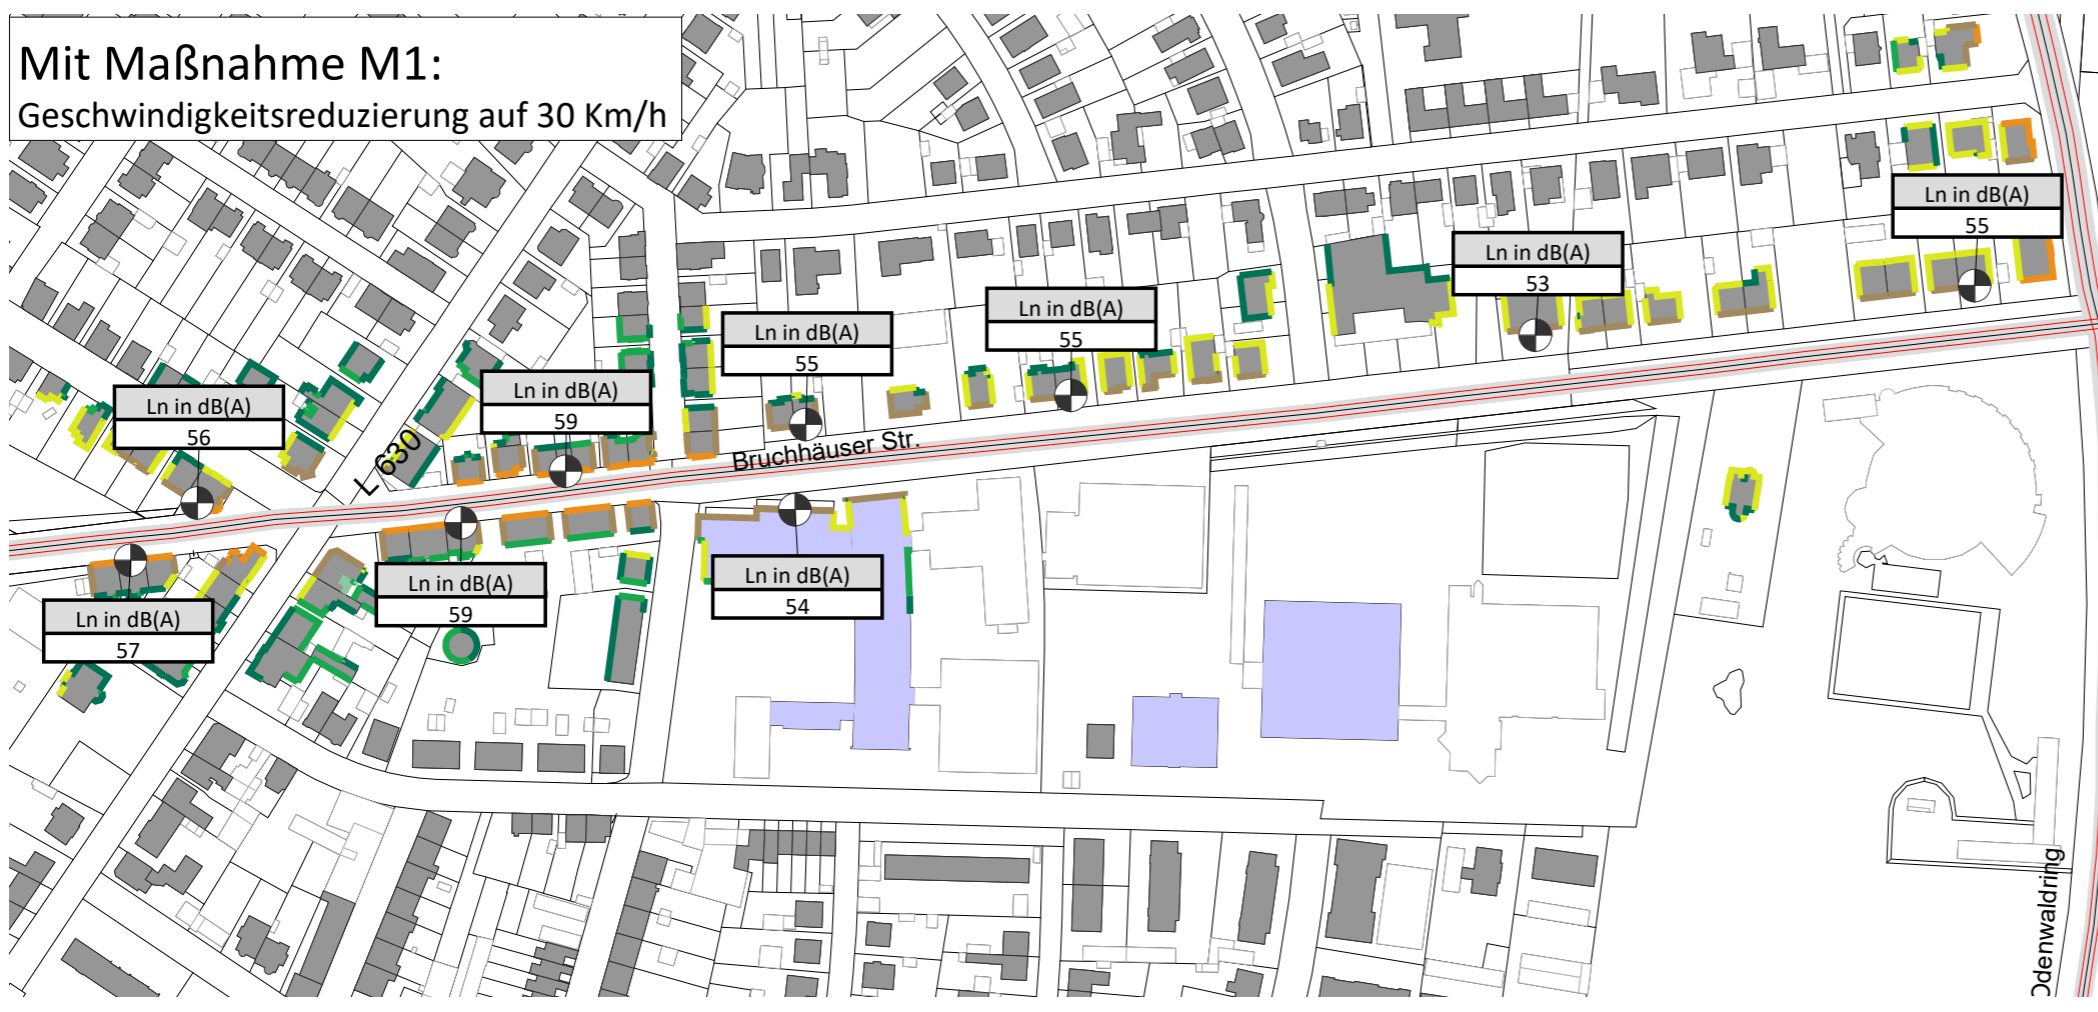 Mit Maßnahme M1:
Geschwindigkeitsreduzierung auf 30 Km/h
Ln in dB(A)
55
Ln in dB(A)
53
Ln in dB(A)
55
Ln in dB(A)
55
Ln in dB(A)
59
Ln in dB(A)
56
L 630
Bruchhäuser Str.
Ln in dB(A)
54
Ln in dB(A)
59
Ln in dB(A)
57
Odenwaldring